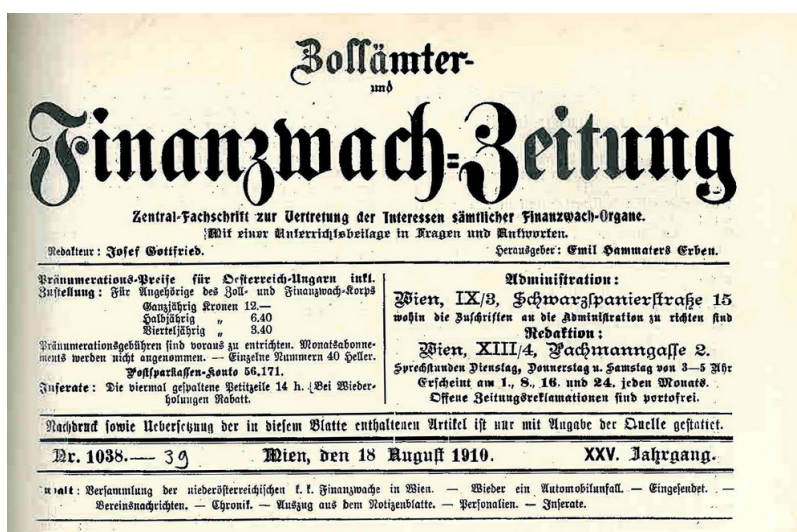 Zollämter-
und
Finanzwach-Zeitung
Zentral-Fachschrift zur Vertretung der Interessen sämtlicher Finanzwach-Organe.
Mit einer Unterrichtsbeilage in Fragen und Antworten.
Redakteur: Josef Gottfried.
Herausgeber: Emil Hammaters Erben.
Pränumerations-Preise für Oesterreich-Ungarn inkl.
Zustellung: Für Angehörige des Zoll- und Finanzwach-Korps
Ganzjährig Kronen 12.—
Halbjährig „ 6.40
Vierteljährig „ 3.40
Pränumerationsgebühren sind voraus zu entrichten. Monatsabonne-
ments werden nicht angenommen. — Einzelne Nummern 40 Heller.
Postsparkassen-Konto 56.171.
Inserate: Die viermal gespaltene Petitzeile 14 h. Bei Wieder-
holungen Rabatt.
Administration:
Wien, IX/3, Schwarzspanierstraße 15
wohin die Zuschriften an die Administration zu richten sind
Redaktion:
Wien, XIII/4, Pachmanngasse 2.
Sprechstunden Dienstag, Donnerstag u. Samstag von 3—5 Uhr
Erscheint am 1., 8., 16. und 24. jeden Monats.
Offene Zeitungsreklamationen sind portofrei.
Nachdruck sowie Uebersetzung der in diesem Blatte enthaltenen Artikel ist nur mit Angabe der Quelle gestattet.
Nr. 1038.— 39 Wien, den 18 August 1910. XXV. Jahrgang.
Inhalt: Versammlung der niederösterreichischen k. k. Finanzwache in Wien. — Wieder ein Automobilunfall. — Eingesendet. —
Vereinsnachrichten. — Chronik. — Auszug aus dem Notizenblatte. — Personalien. — Inserate.